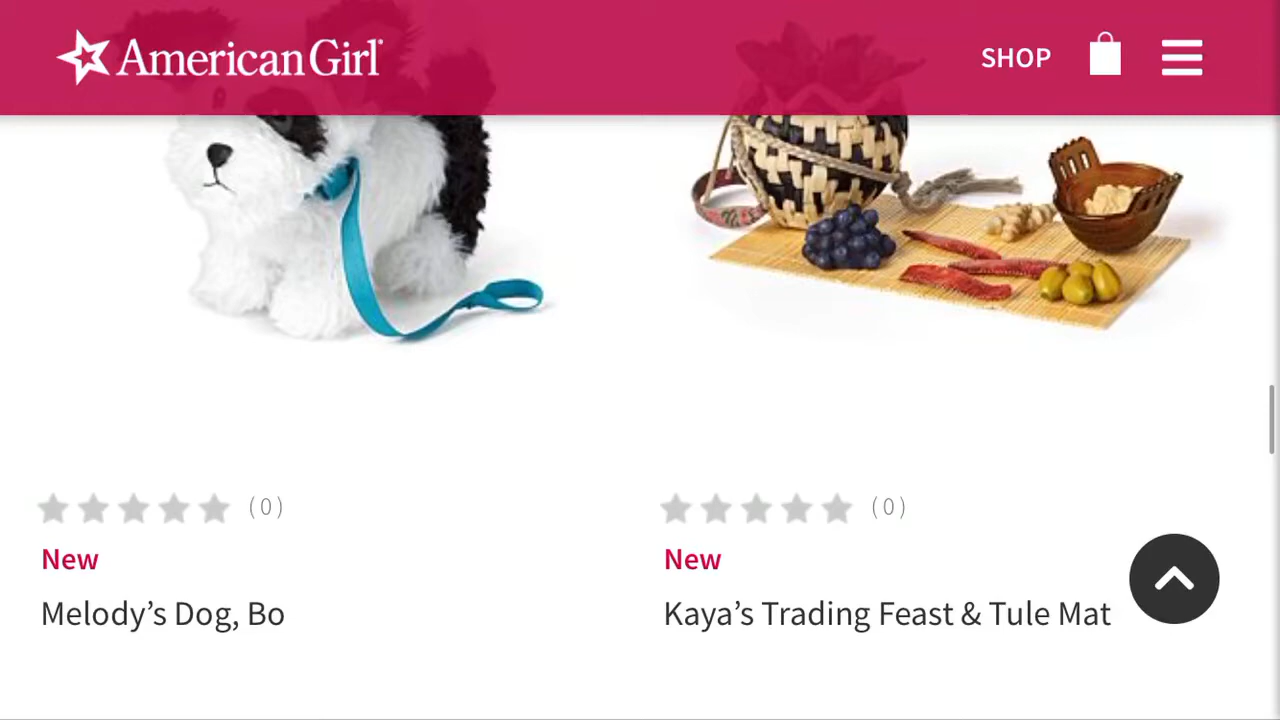 American Girl®
SHOP
(0)
(0)
New
New
Melody’s Dog, Bo
Kaya’s Trading Feast & Tule Mat